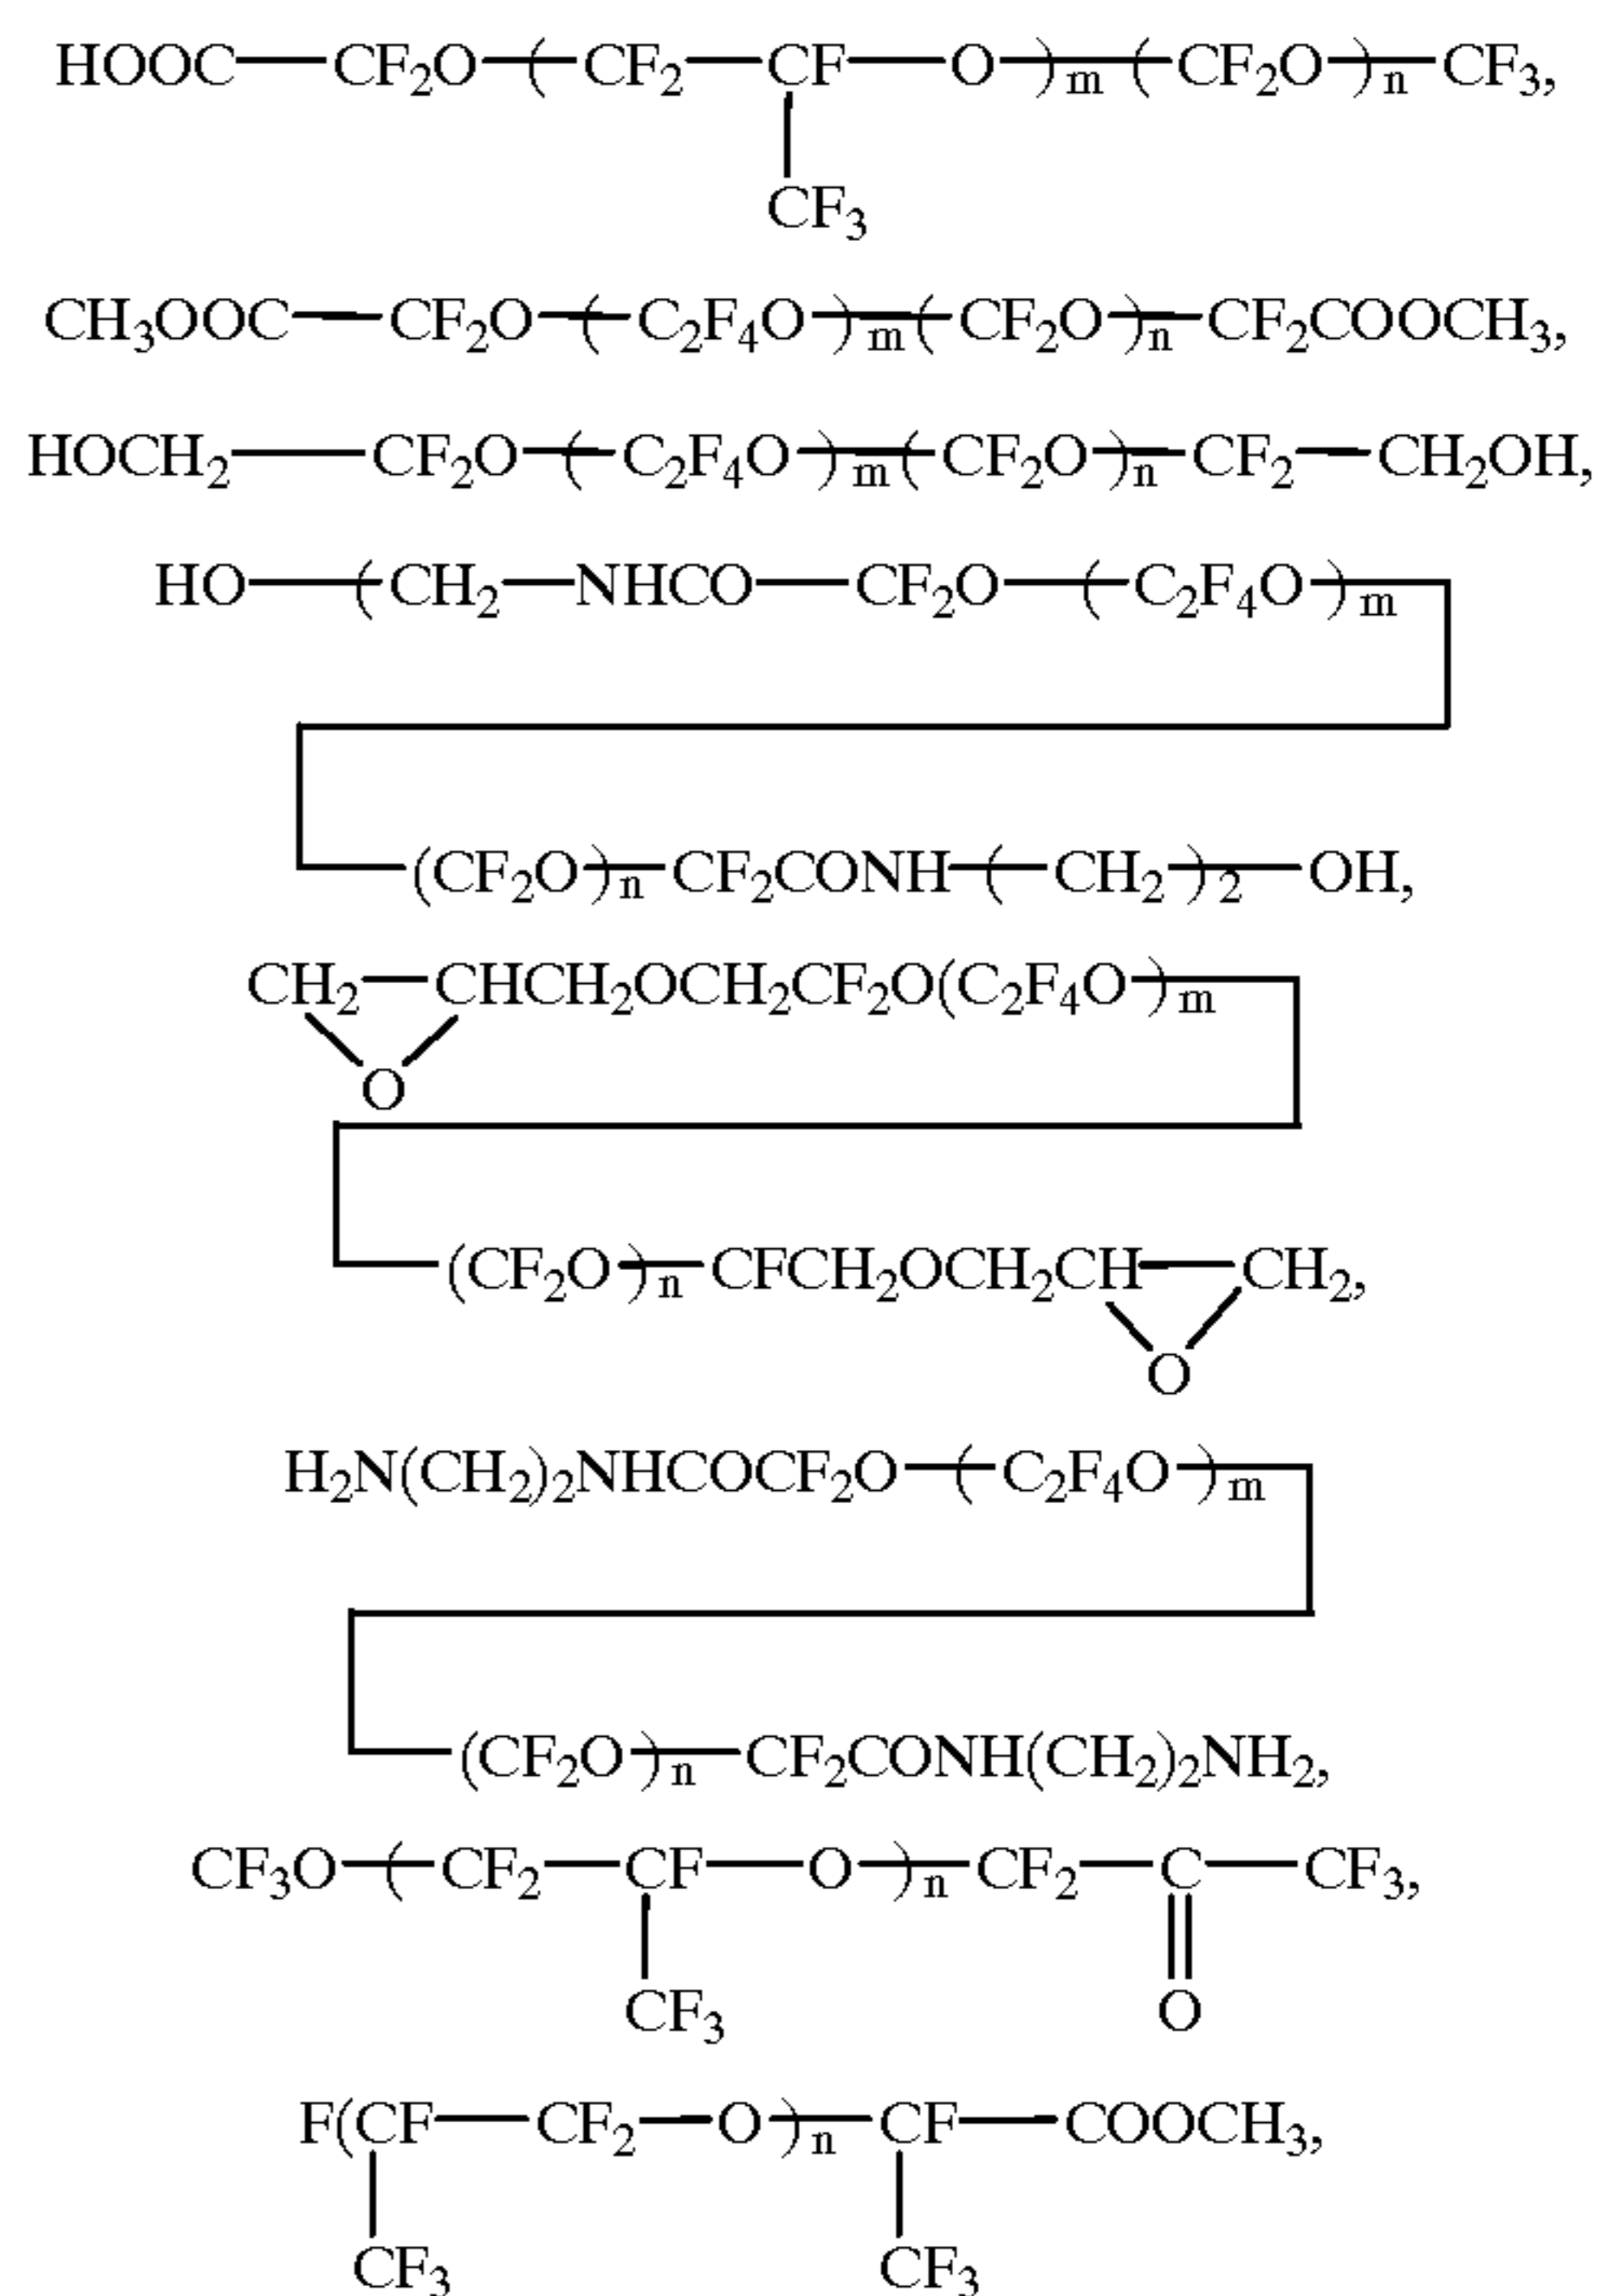 HOOC—CF2O—(CF2—CF—O)m—(CF2O)n—CF3,
CF3
CH3OOC—CF2O—(C2F4O)m—(CF2O)n—CF2COOCH3,
HOCH2—CF2O—(C2F4O)m—(CF2O)n—CF2—CH2OH,
HO—(CH2—NHCO—CF2O—(C2F4O)m
(CF2O)n—CF2CONH—(CH2)2—OH,
CH2—CHCH2OCH2CF2O(C2F4O)m
O
(CF2O)n—CFCH2OCH2CH—CH2,
O
H2N(CH2)2NHCOCF2O—(C2F4O)m
(CF2O)n—CF2CONH(CH2)2NH2,
CF3O—(CF2—CF—O)n—CF2—C—CF3,
CF3 O
F(CF—CF2—O)n—CF—COOCH3,
CF3 CF3